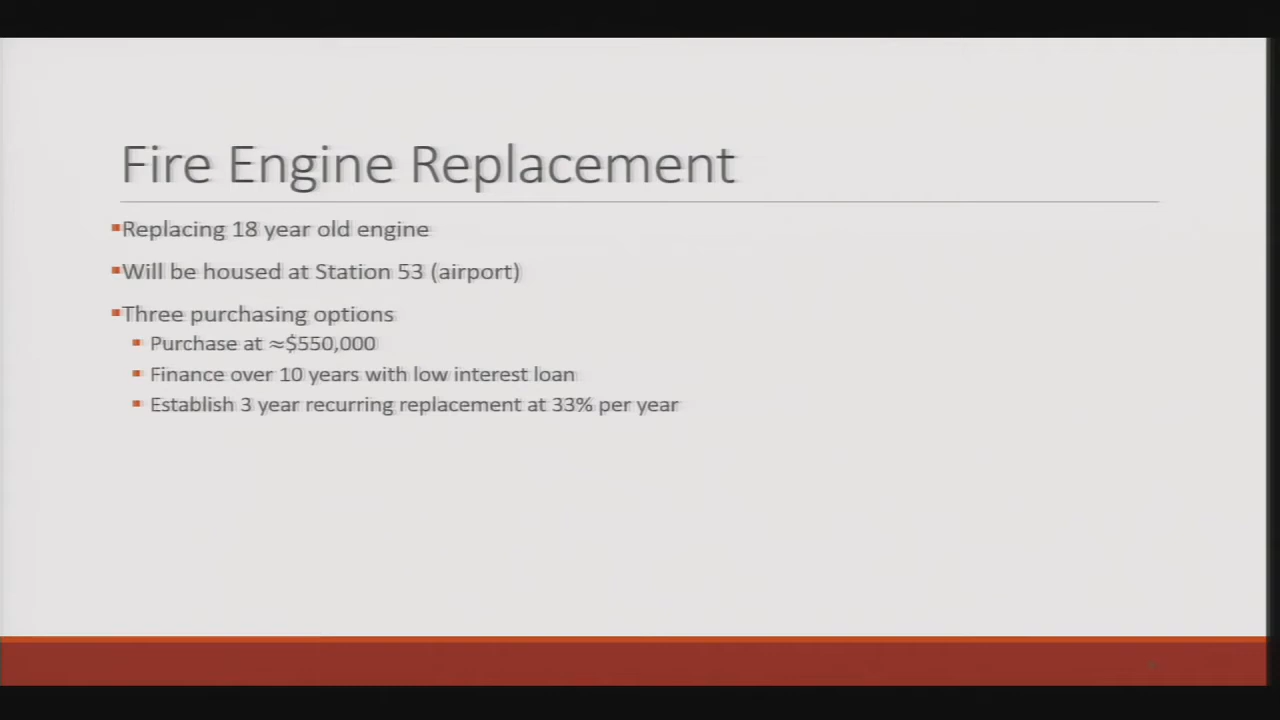 Fire Engine Replacement
Replacing 18 year old engine
Will be housed at Station 53 (airport)
Three purchasing options
Purchase at ≈$550,000
Finance over 10 years with low interest loan
Establish 3 year recurring replacement at 33% per year